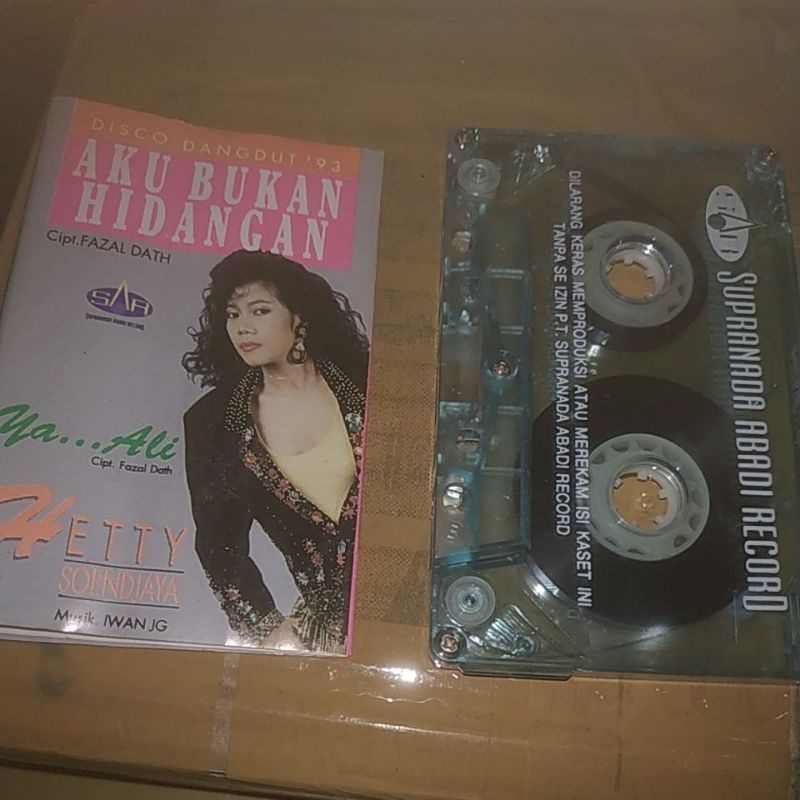 DISCO DANGDUT '93
AKU BUKAN
HIDANGAN
Cipt. FAZAL DATH
SAR
Ya...Ali
Cipt. Fazal Dath
HETTY
SOENDJAYA
Musik. IWAN JG
SUPRANADA ABADI RECORD
DILARANG KERAS MEMPRODUKSI ATAU MEREKAM ISI KASET INI
TANPA SE IZIN P.T SUPRANADA ABADI RECORD